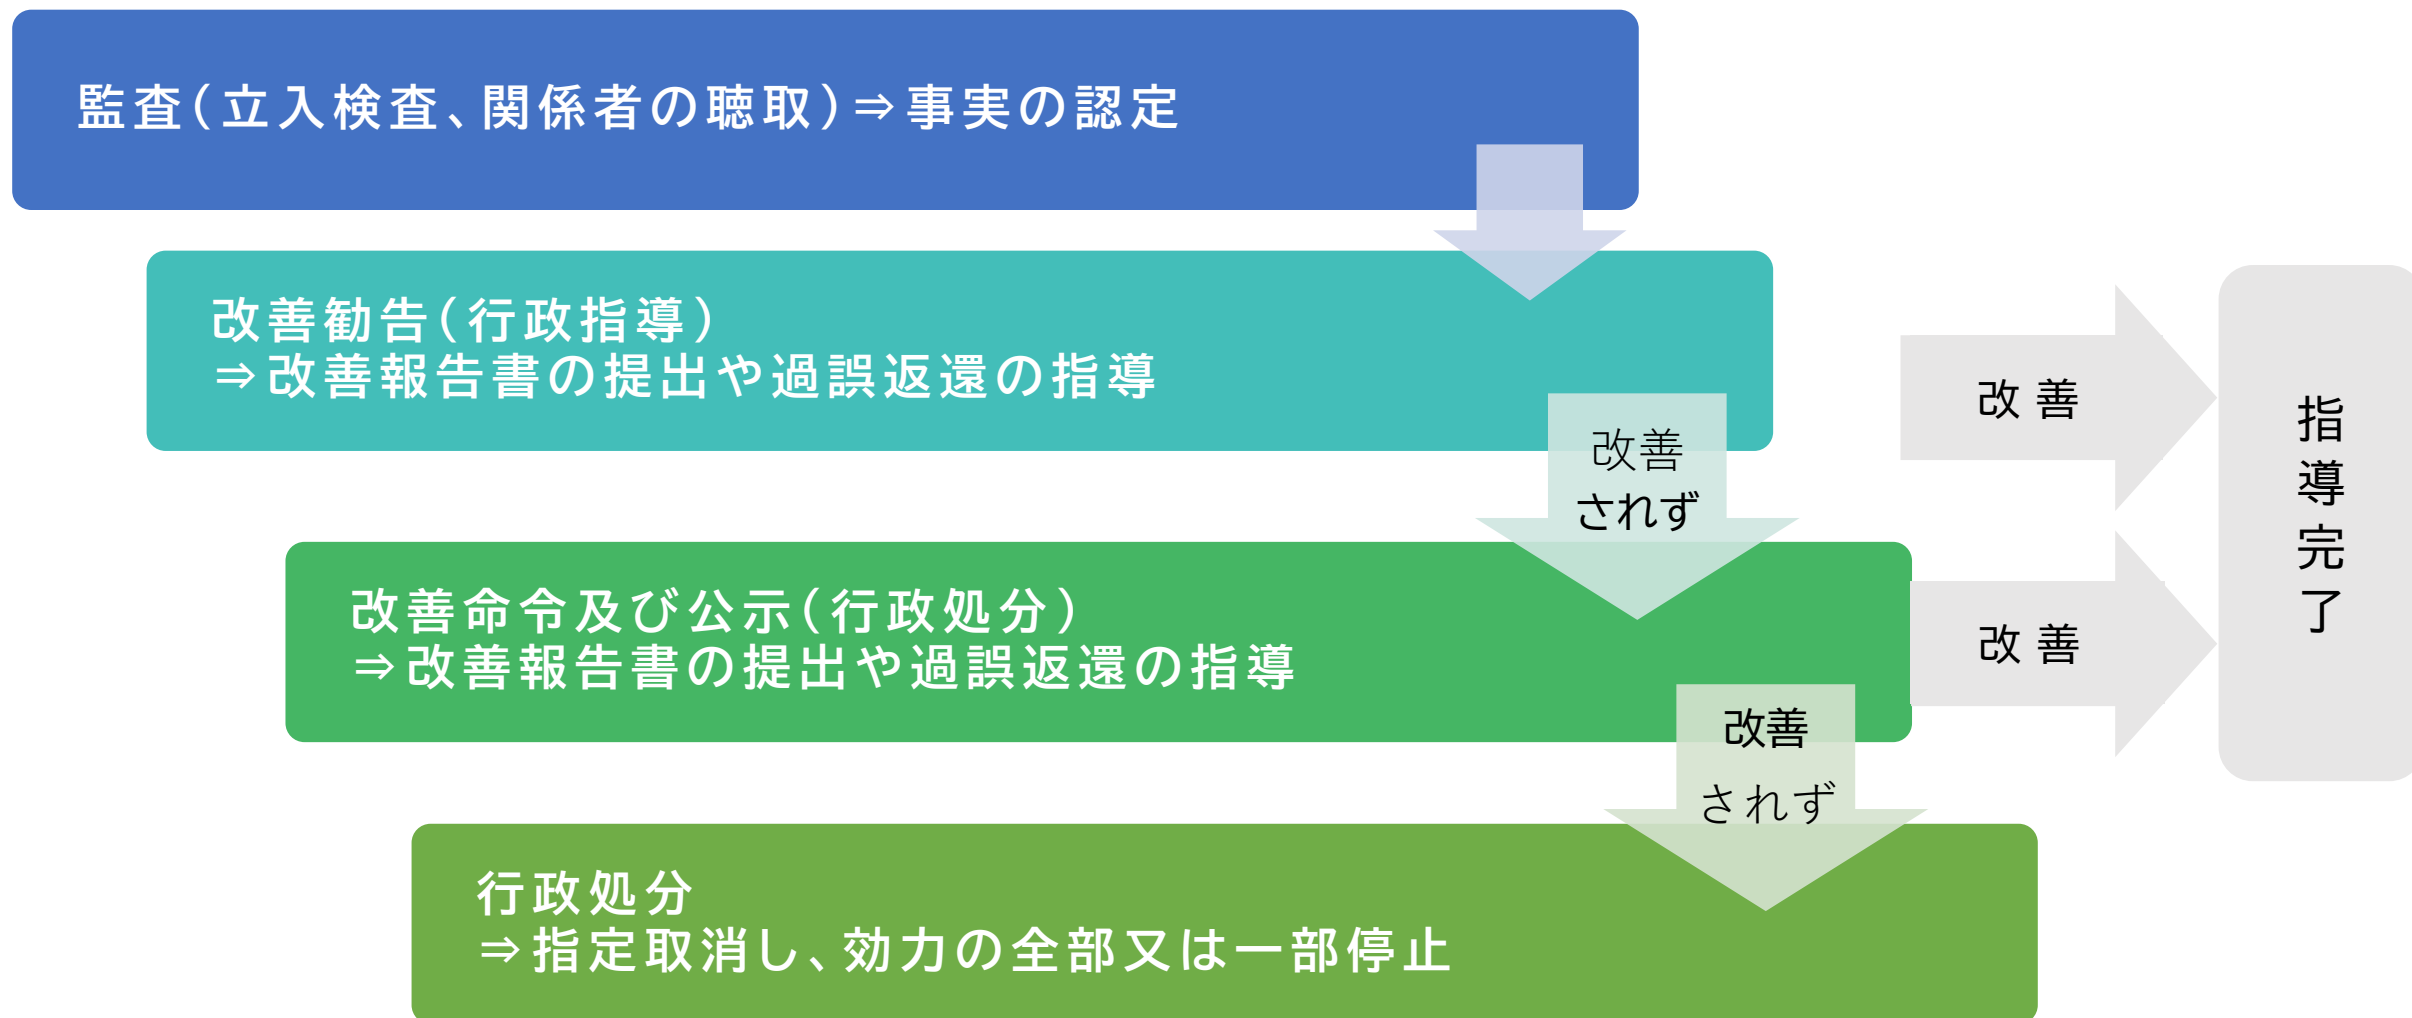 監査(立入検査、関係者の聴取)⇒事実の認定
改善勧告(行政指導)
⇒改善報告書の提出や過誤返還の指導
改善
されず
改善
改善命令及び公示(行政処分)
⇒改善報告書の提出や過誤返還の指導
改善
されず
改善
指導完了
行政処分
⇒指定取消し、効力の全部又は一部停止